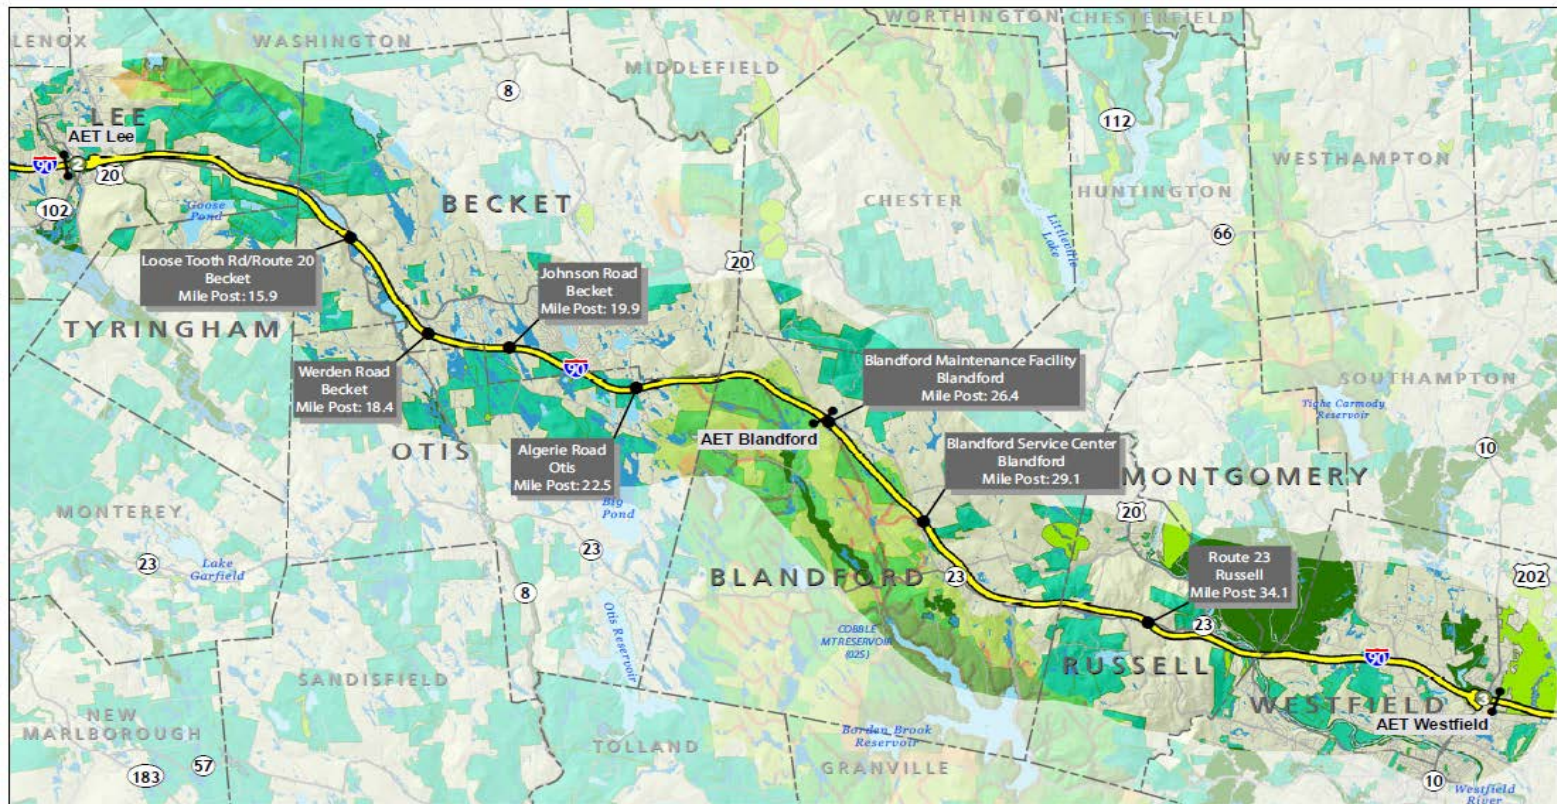 WORTHINGTON
CHESTERFIELD
LENOX
WASHINGTON
MIDDLEFIELD
8
LEE
112
AET Lee
WESTHAMPTON
90
2
20
HUNTINGTON
BECKET
CHESTER
102
Goose
Pond
Littleville
Lake
66
Loose Tooth Rd/Route 20
Becket
Mile Post: 15.9
20
Johnson Road
Becket
Mile Post: 19.9
TYRINGHAM
Werden Road
Becket
Mile Post: 18.4
90
Blandford Maintenance Facility
Blandford
Mile Post: 26.4
SOUTHAMPTON
Tighe Carmody
Reservoir
AET Blandford
OTIS
Algerie Road
Otis
Mile Post: 22.5
Blandford Service Center
Blandford
Mile Post: 29.1
10
MONTGOMERY
Big
Pond
20
MONTEREY
23
Lake
Garfield
23
Route 23
Russell
Mile Post: 34.1
BLANDFORD
23
202
8
Otis Reservoir
COBBLE
MT RESERVOIR
(02S)
23
90
RUSSELL
SANDISFIELD
WESTFIELD
3
AET Westfield
NEW
MARLBOROUGH
Borden Brook
Reservoir
TOLLAND
GRANVILLE
57
183
10
Westfield
River